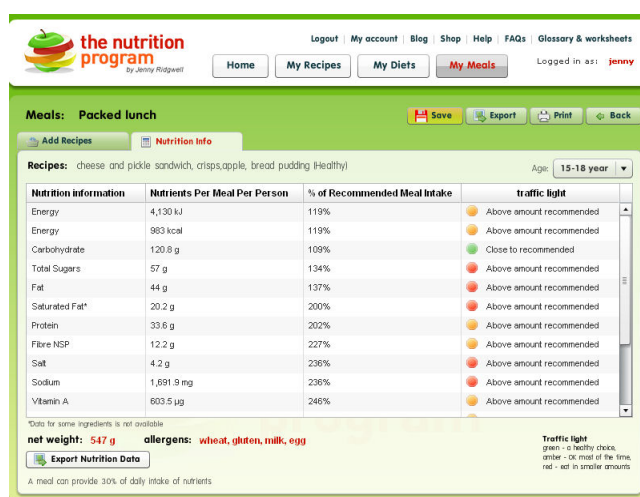 the nutrition
program
by Jenny Ridgwell
Logout | My account | Blog | Shop | Help | FAQs | Glossary & worksheets
Home My Recipes My Diets My Meals Logged in as: jenny
Meals: Packed lunch Save Export Print Back
Add Recipes Nutrition Info
Recipes: cheese and pickle sandwich, crisps,apple, bread pudding (Healthy) Age: 15-18 year
Nutrition information Nutrients Per Meal Per Person % of Recommended Meal Intake traffic light
Energy 4,130 kJ 119% Above amount recommended
Energy 983 kcal 119% Above amount recommended
Carbohydrate 120.8 g 109% Close to recommended
Total Sugars 57 g 134% Above amount recommended
Fat 44 g 137% Above amount recommended
Saturated Fat* 20.2 g 200% Above amount recommended
Protein 33.6 g 202% Above amount recommended
Fibre NSP 12.2 g 227% Above amount recommended
Salt 4.2 g 236% Above amount recommended
Sodium 1,691.9 mg 236% Above amount recommended
Vitamin A 603.5 µg 246% Above amount recommended
*Data for some ingredients is not available
program
net weight: 547 g allergens: wheat, gluten, milk, egg
Export Nutrition Data
Traffic light
green - a healthy choice,
amber - OK most of the time,
red - eat in smaller amounts
A meal can provide 30% of daily intake of nutrients